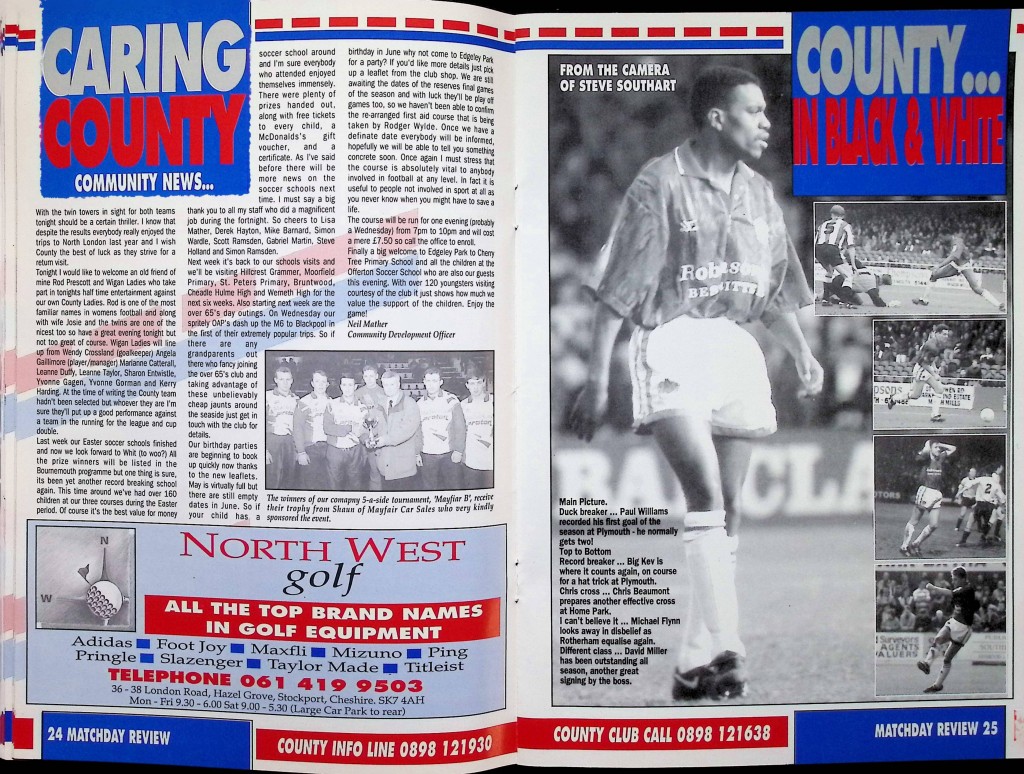 CARING
COUNTY
COMMUNITY NEWS...
With the twin towers in sight for both teams
tonight should be a certain thriller. I know that
despite the results everybody really enjoyed the
trips to North London last year and I wish
County the best of luck as they strive for a
return visit.
Tonight I would like to welcome an old friend of
mine Rod Prescott and Wigan Ladies who take
part in tonights half time entertainment against
our own County Ladies. Rod is one of the most
familiar names in womens football and along
with wife Josie and the twins are one of the
nicest too so have a great evening tonight but
not too great of course. Wigan Ladies will line
up from Wendy Crossland (goalkeeper) Angela
Gallimore (player/manager) Marianne Catterall,
Leanne Duffy, Leanne Taylor, Sharon Entwistle,
Yvonne Gagen, Yvonne Gorman and Kerry
Harding. At the time of writing the County team
hadn't been selected but whoever they are I'm
sure they'll put up a good performance against
a team in the running for the league and cup
double.
Last week our Easter soccer schools finished
and now we look forward to Whit (to woo?) All
the prize winners will be listed in the
Bournemouth programme but one thing is sure,
its been yet another record breaking school
again. This time around we've had over 160
children at our three courses during the Easter
period. Of course it's the best value for money
soccer school around
and I'm sure everybody
who attended enjoyed
themselves immensely.
There were plenty of
prizes handed out,
along with free tickets
to every child, a
McDonald's gift
voucher, and a
certificate. As I've said
before there will be
more news on the
soccer schools next
time. I must say a big
thank you to all my staff who did a magnificent
job during the fortnight. So cheers to Lisa
Mather, Derek Hayton, Mike Barnard, Simon
Wardle, Scott Ramsden, Gabriel Martin, Steve
Holland and Simon Ramsden.
Next week it's back to our schools visits and
we'll be visiting Hillcrest Grammer, Moorfield
Primary, St. Peters Primary, Bruntwood,
Cheadle Hulme High and Werneth High for the
next six weeks. Also starting next week are the
over 65's day outings. On Wednesday our
spritely OAP's dash up the M6 to Blackpool in
the first of their extremely popular trips. So if
there are any
grandparents out
there who fancy joining
the over 65's club and
taking advantage of
these unbelievably
cheap jaunts around
the seaside just get in
touch with the club for
details.
Our birthday parties
are beginning to book
up quickly now thanks
to the new leaflets.
May is virtually full but
there are still empty
dates in June. So if
your child has a
birthday in June why not come to Edgeley Park
for a party? If you'd like more details just pick
up a leaflet from the club shop. We are still
awaiting the dates of the reserves final games
of the season and with luck they'll be play off
games too, so we haven't been able to confirm
the re-arranged first aid course that is being
taken by Rodger Wylde. Once we have a
definate date everybody will be informed,
hopefully we will be able to tell you something
concrete soon. Once again I must stress that
the course is absolutely vital to anybody
involved in football at any level. In fact it is
useful to people not involved in sport at all as
you never know when you might have to save a
life.
The course will be run for one evening (probably
a Wednesday) from 7pm to 10pm and will cost
a mere £7.50 so call the office to enroll.
Finally a big welcome to Edgeley Park to Cherry
Tree Primary School and all the children at the
Offerton Soccer School who are also our guests
this evening. With over 120 youngsters visiting
courtesy of the club it just shows how much we
value the support of the children. Enjoy the
game!
Neil Mather
Community Development Officer
The winners of our comapny 5-a-side tournament, 'Mayfiar B', receive
their trophy from Shaun of Mayfair Car Sales who very kindly
sponsored the event.
N
W
NORTH WEST
golf
ALL THE TOP BRAND NAMES
IN GOLF EQUIPMENT
Adidas Foot Joy Maxfli Mizuno Ping
Pringle Slazenger Taylor Made Titleist
TELEPHONE 061 419 9503
36 - 38 London Road, Hazel Grove, Stockport, Cheshire. SK7 4AH
Mon - Fri 9.30 - 6.00 Sat 9.00 - 5.30 (Large Car Park to rear)
24 MATCHDAY REVIEW
COUNTY INFO LINE 0898 121930
FROM THE CAMERA
OF STEVE SOUTHART
COUNTY...
IN BLACK & WHITE
Main Picture.
Duck breaker ... Paul Williams
recorded his first goal of the
season at Plymouth - he normally
gets two!
Top to Bottom
Record breaker ... Big Kev is
where it counts again, on course
for a hat trick at Plymouth.
Chris cross ... Chris Beaumont
prepares another effective cross
at Home Park.
I can't believe it ... Michael Flynn
looks away in disbelief as
Rotherham equalise again.
Different class ... David Miller
has been outstanding all
season, another great
signing by the boss.
COUNTY CLUB CALL 0898 121638
MATCHDAY REVIEW 25